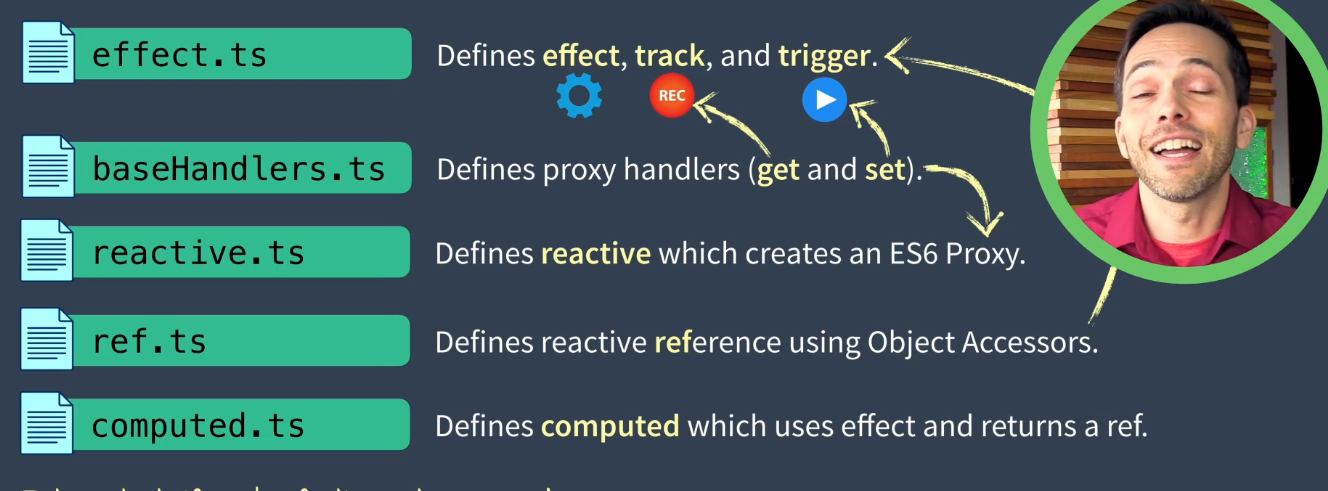 effect.ts Defines effect, track, and trigger.
REC
baseHandlers.ts Defines proxy handlers (get and set).
reactive.ts Defines reactive which creates an ES6 Proxy.
ref.ts Defines reactive reference using Object Accessors.
computed.ts Defines computed which uses effect and returns a ref.